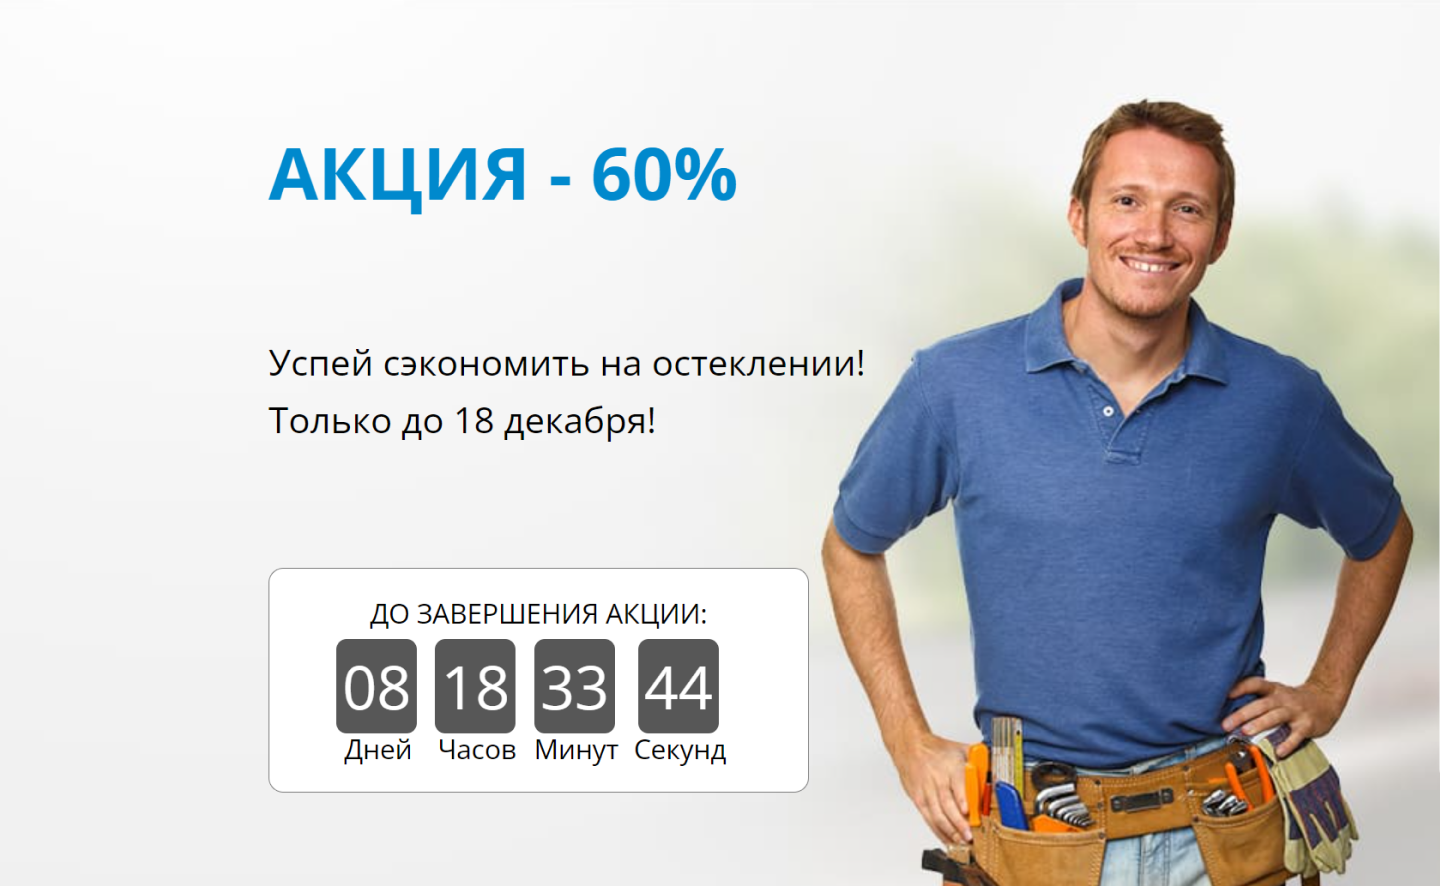 АКЦИЯ - 60%
Успей сэкономить на остеклении!
Только до 18 декабря!
ДО ЗАВЕРШЕНИЯ АКЦИИ:
08 18 33 44
Дней Часов Минут Секунд